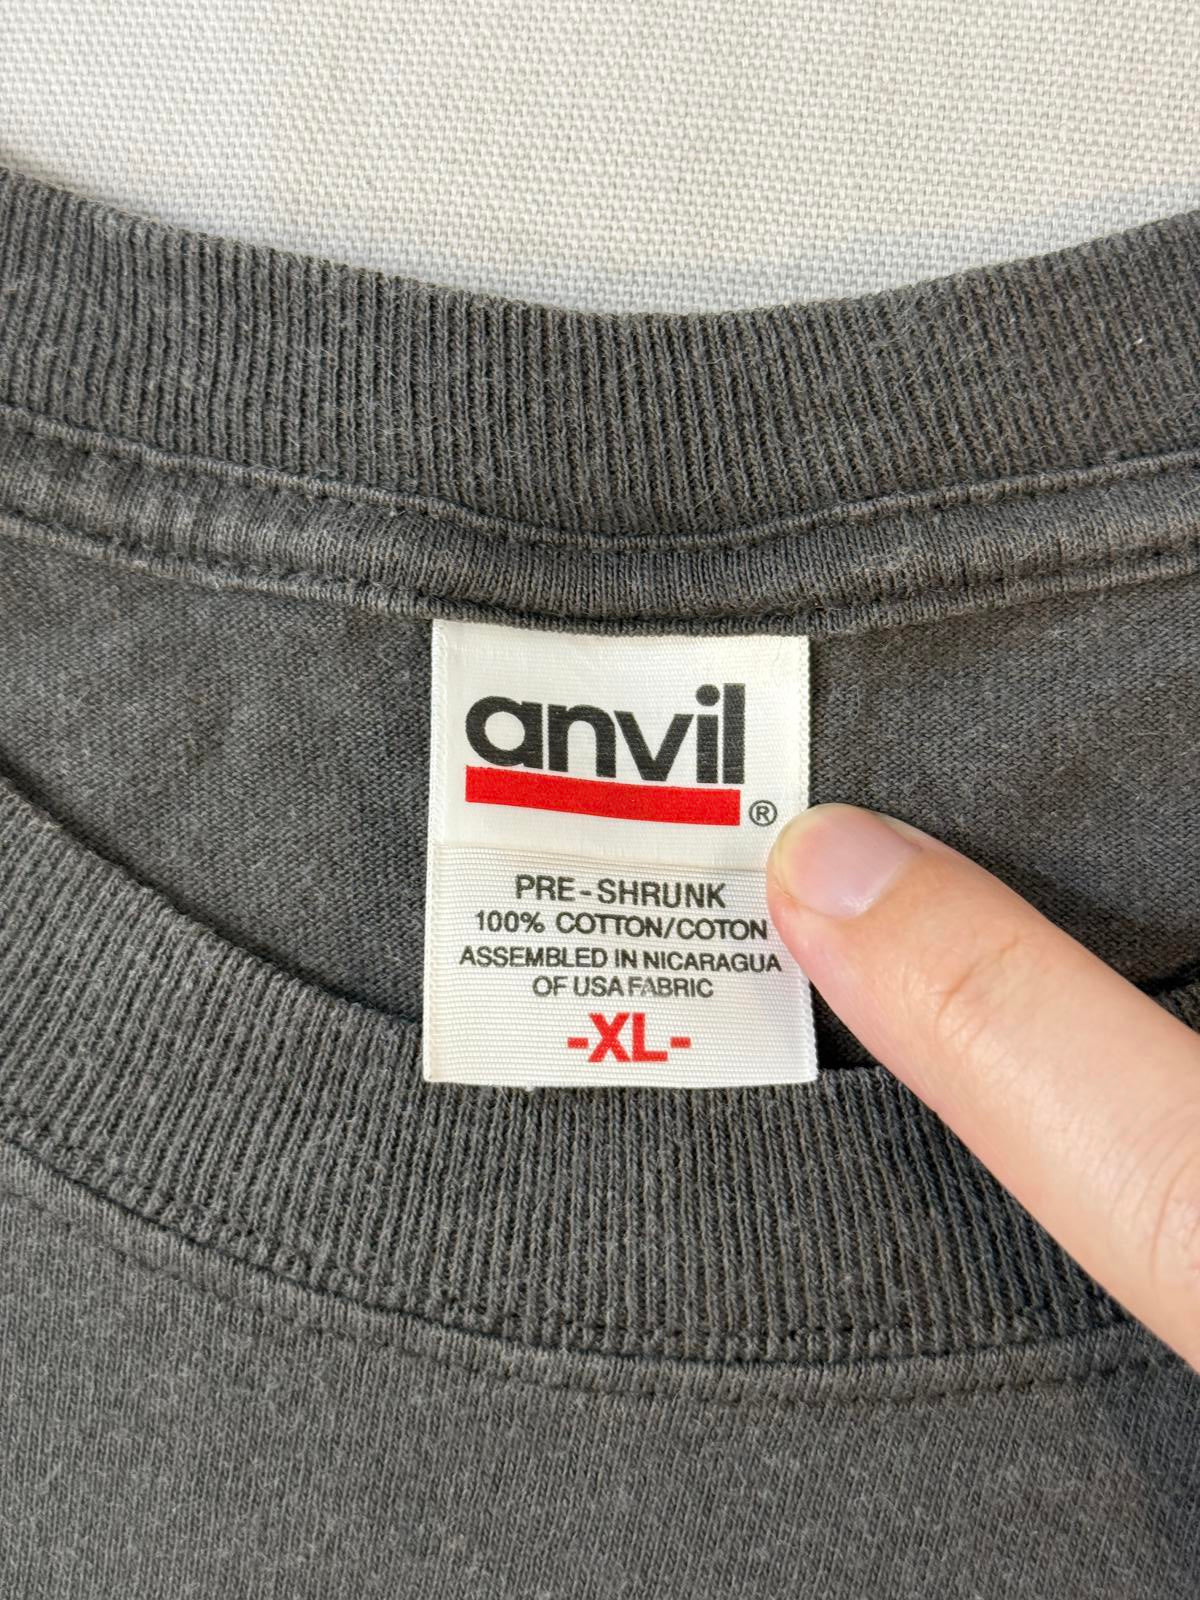 anvil
®
PRE-SHRUNK
100% COTTON/COTON
ASSEMBLED IN NICARAGUA
OF USA FABRIC
-XL-